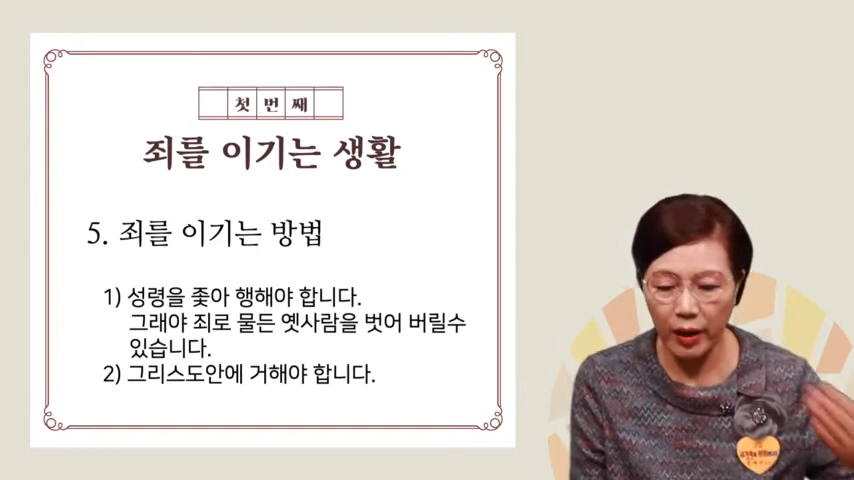 첫번째
죄를 이기는 생활
5. 죄를 이기는 방법
1) 성령을 좇아 행해야 합니다.
그래야 죄로 물든 옛사람을 벗어 버릴수
있습니다.
2) 그리스도안에 거해야 합니다.